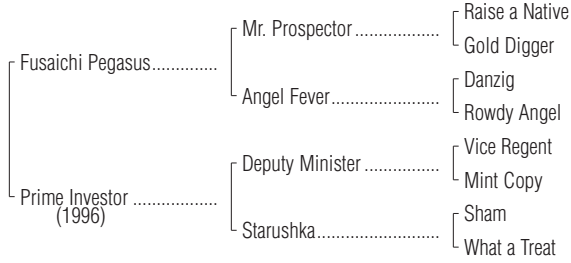 Raise a Native
Mr. Prospector ....................
Gold Digger
Fusaichi Pegasus..............
Danzig
Angel Fever.........................
Rowdy Angel
Vice Regent
Deputy Minister ..................
Mint Copy
Prime Investor ..................
(1996)
Sham
Starushka............................
What a Treat